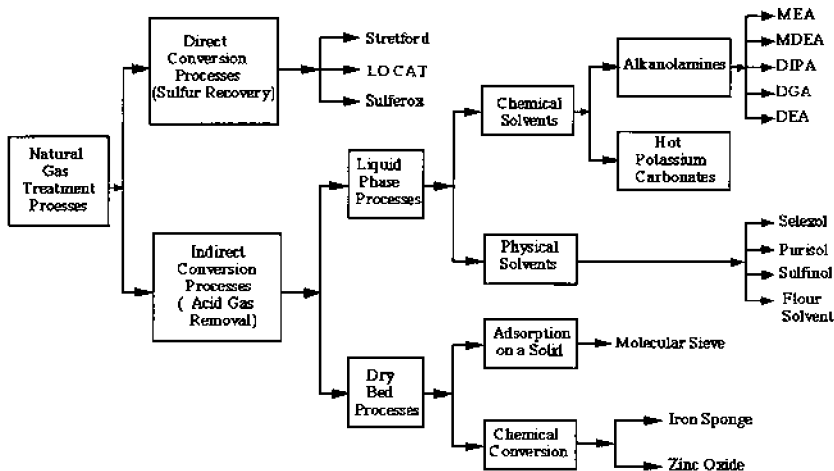 Natural
Gas
Treatment
Proesses
Direct
Conversion
Processes
(Sulfur Recovery)
Stretford
LOCAT
Sulferox
Indirect
Conversion
Processes
( Acid Gas
Removal)
Liquid
Phase
Processes
Chemical
Solvents
Alkanolamines
MEA
MDEA
DIPA
DGA
DEA
Hot
Potassium
Carbonates
Physical
Solvents
Selexol
Purisol
Sulfinol
Flour
Solvent
Dry
Bed
Processes
Adsorption
on a Solid
Molecular Sieve
Chemical
Conversion
Iron Sponge
Zinc Oxide